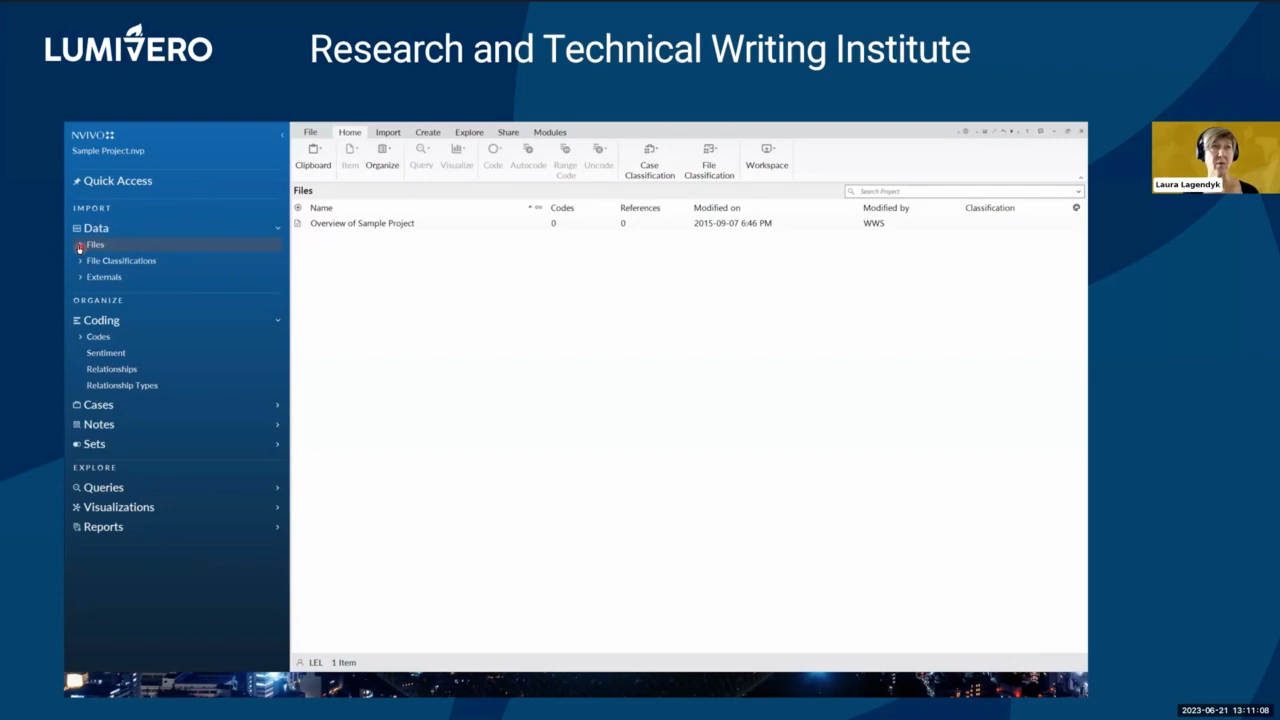 LUMIVERO
Research and Technical Writing Institute
NVIVO
Sample Project.nvp
Quick Access
IMPORT
Data
Files
File Classifications
Externals
ORGANIZE
Coding
Codes
Sentiment
Relationships
Relationship Types
Cases
Notes
Sets
EXPLORE
Queries
Visualizations
Reports
File Home Import Create Explore Share Modules
Clipboard Item Organize Query Visualize Code Autocode Range Code Uncode Case Classification File Classification Workspace
Files
Search Project
Name Codes References Modified on Modified by Classification
Overview of Sample Project 0 0 2015-09-07 6:46 PM WWS
LEL 1 Item
Laura Lagendyk
2023-06-21 13:11:08